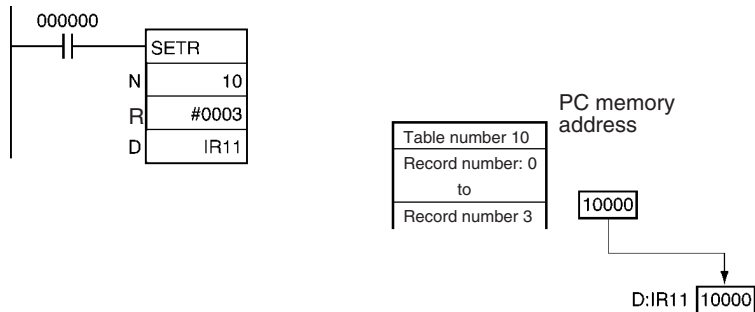 000000
SETR
N 10
R #0003
D IR11
PC memory
address
Table number 10
Record number: 0
to
Record number 3
10000
D:IR11 10000